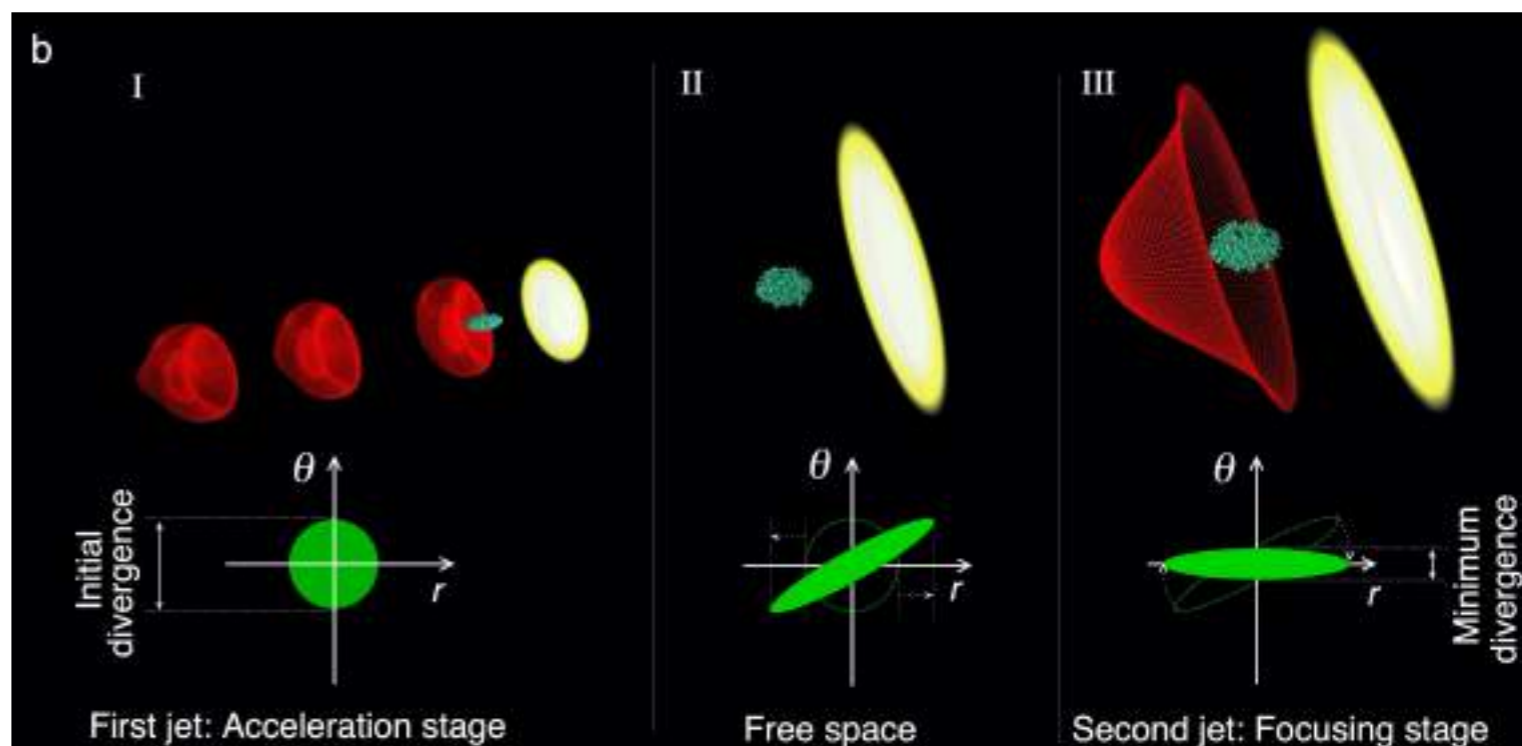 b
I
II
III
θ
r
Initial
divergence
θ
r
θ
r
Minimum
divergence
First jet: Acceleration stage
Free space
Second jet: Focusing stage